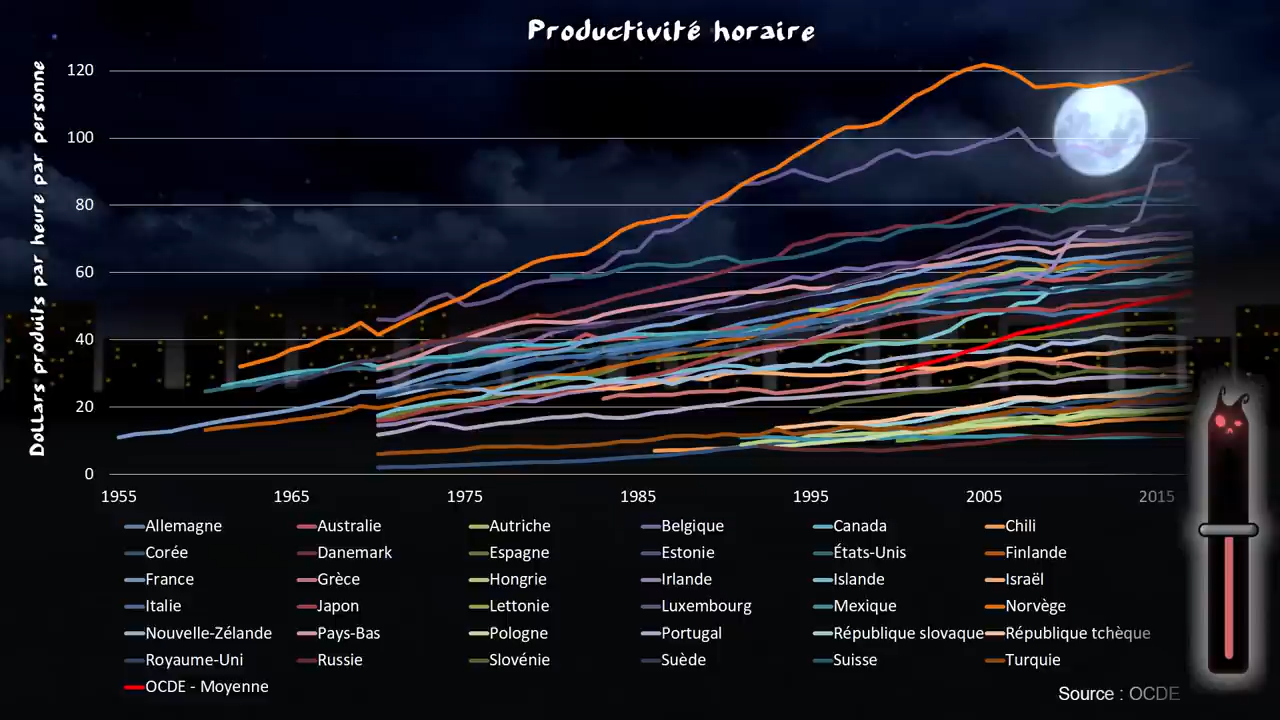 Productivité horaire
Dollars produits par heure par personne
120
100
80
60
40
20
0
1955 1965 1975 1985 1995 2005 2015
Allemagne Australie Autriche Belgique Canada Chili
Corée Danemark Espagne Estonie États-Unis Finlande
France Grèce Hongrie Irlande Islande Israël
Italie Japon Lettonie Luxembourg Mexique Norvège
Nouvelle-Zélande Pays-Bas Pologne Portugal République slovaque République tchèque
Royaume-Uni Russie Slovénie Suède Suisse Turquie
OCDE - Moyenne
Source : OCDE